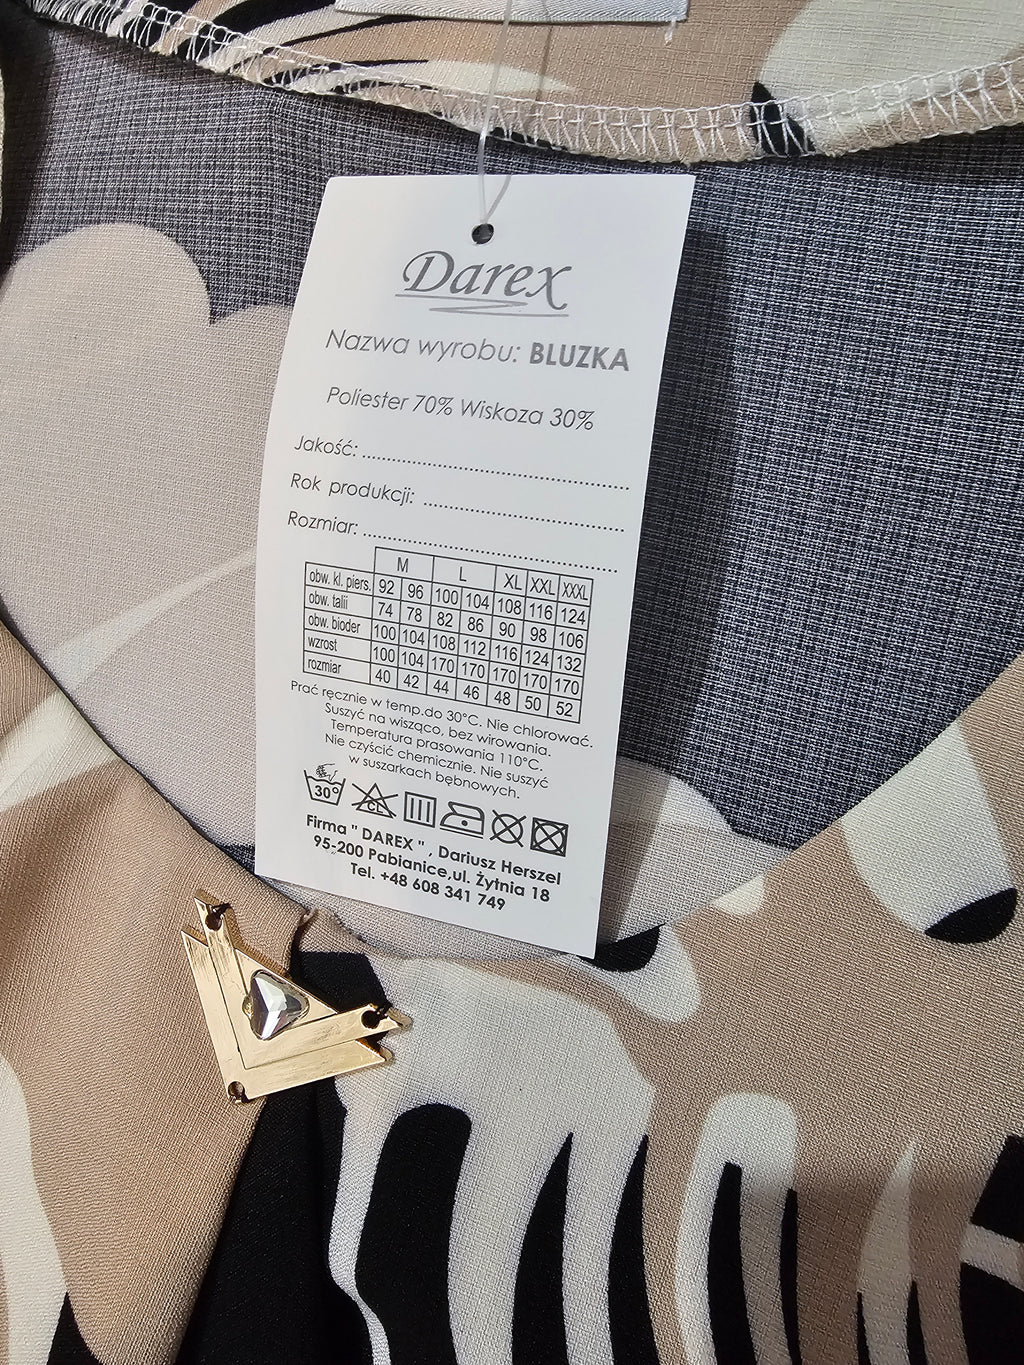 Darex
Nazwa wyrobu: BLUZKA
Poliester 70% Wiskoza 30%
Jakość: ........................................
Rok produkcji: ..............................
Rozmiar: ........................................
M L XL XXL XXXL
obw. kl. piers. 92 96 100 104 108 116 124
obw. talii 74 78 82 86 90 98 106
obw. bioder 100 104 108 112 116 124 132
wzrost 100 104 170 170 170 170 170
rozmiar 40 42 44 46 48 50 52
Prać ręcznie w temp.do 30°C. Nie chlorować.
Suszyć na wisząco, bez wirowania.
Temperatura prasowania 110°C.
Nie czyścić chemicznie. Nie suszyć
w suszarkach bębnowych.
30° CL
Firma " DAREX " , Dariusz Herszel
95-200 Pabianice,ul. Żytnia 18
Tel. +48 608 341 749